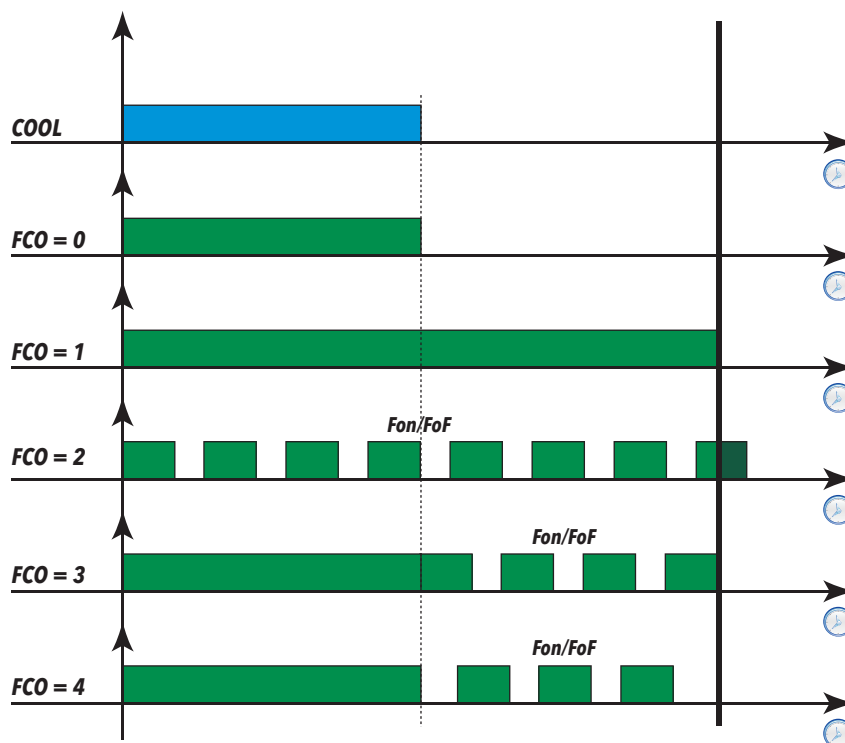 COOL
FCO = 0
FCO = 1
Fon/FoF
FCO = 2
Fon/FoF
FCO = 3
Fon/FoF
FCO = 4